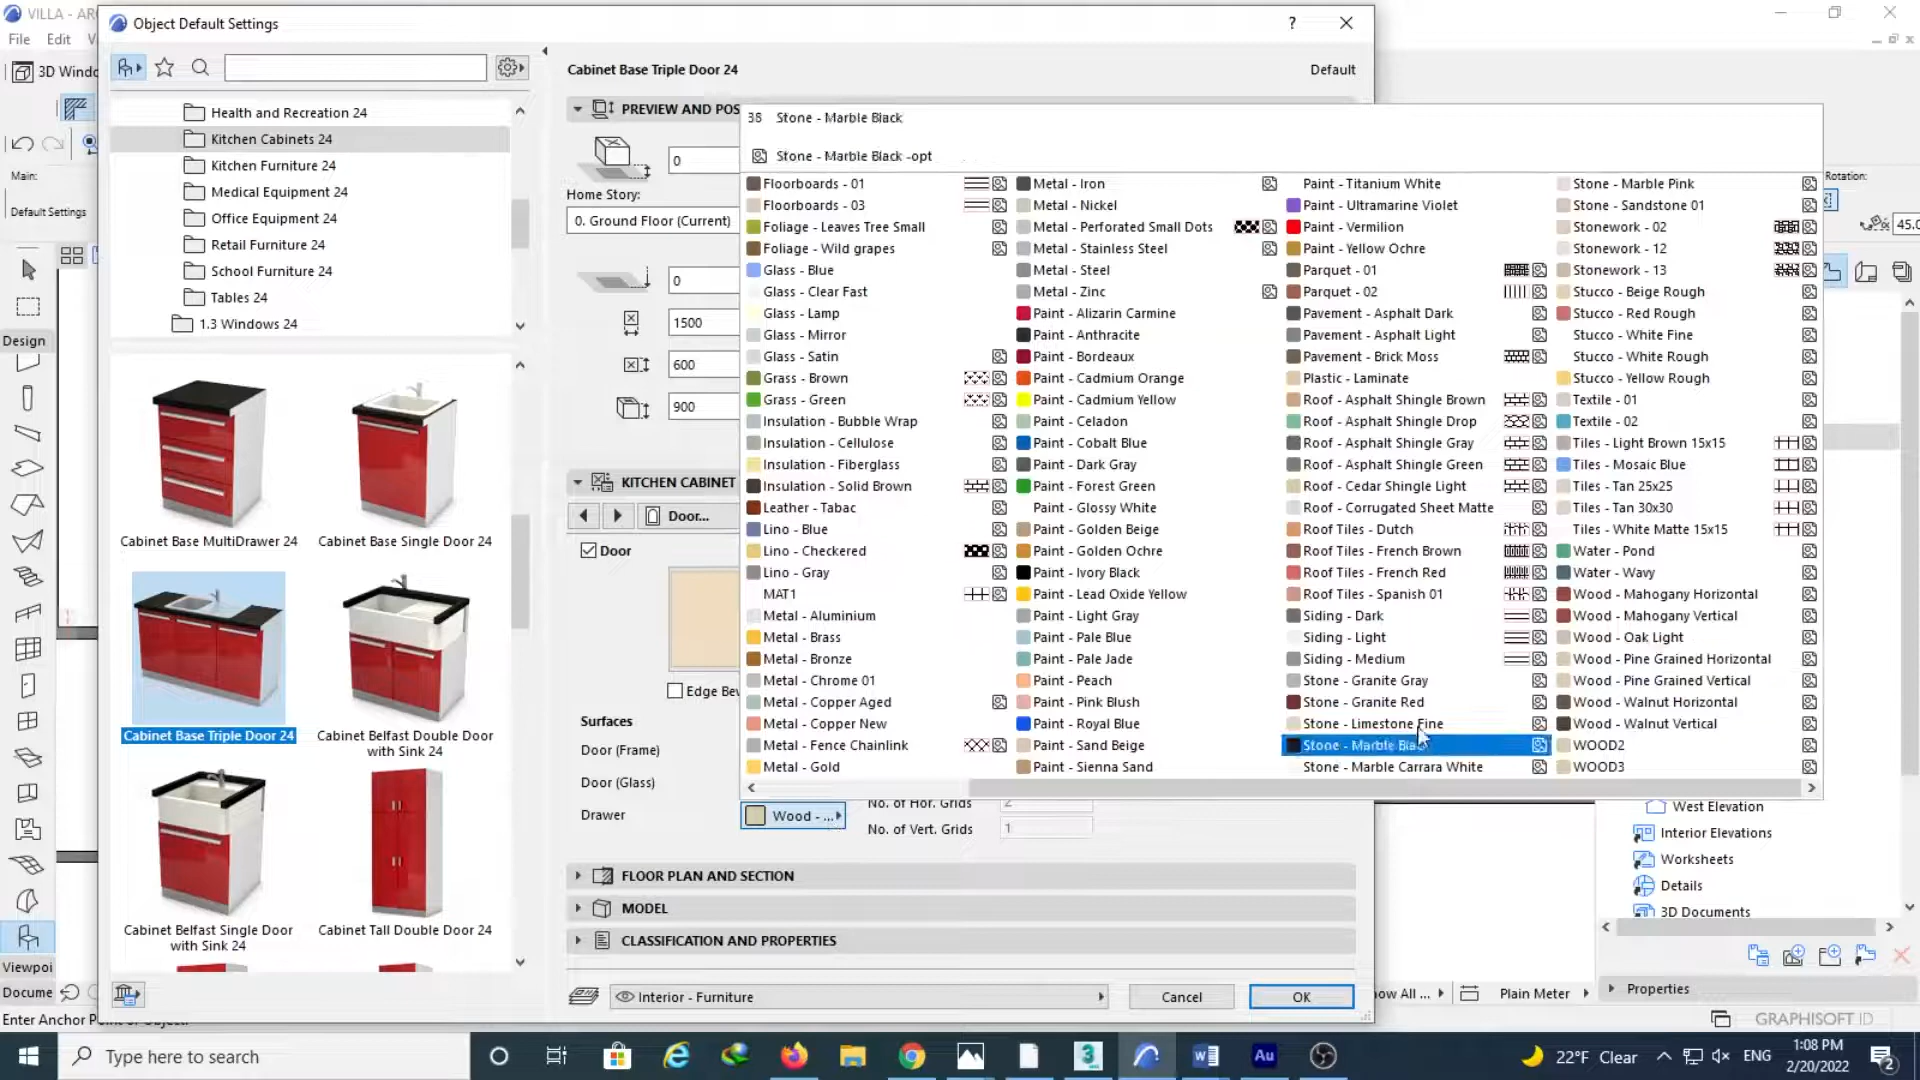 VILLA - AR
Object Default Settings
?
File Edit V
3D Windo
Main:
Default Settings
Design
Viewpoi
Docume
Enter Anchor Po
Health and Recreation 24
Kitchen Cabinets 24
Kitchen Furniture 24
Medical Equipment 24
Office Equipment 24
Retail Furniture 24
School Furniture 24
Tables 24
1.3 Windows 24
Cabinet Base MultiDrawer 24
Cabinet Base Single Door 24
Cabinet Base Triple Door 24
Cabinet Belfast Double Door
with Sink 24
Cabinet Belfast Single Door
with Sink 24
Cabinet Tall Double Door 24
Cabinet Base Triple Door 24
Default
PREVIEW AND POS
0
Home Story:
0. Ground Floor (Current)
0
1500
600
900
KITCHEN CABINET
Door...
Door
Edge Bev
Surfaces
Door (Frame)
Door (Glass)
Drawer
Wood - ...
No. of Hor. Grids
2
No. of Vert. Grids
1
FLOOR PLAN AND SECTION
MODEL
CLASSIFICATION AND PROPERTIES
Interior - Furniture
Cancel
OK
38 Stone - Marble Black
Stone - Marble Black -opt
Floorboards - 01
Floorboards - 03
Foliage - Leaves Tree Small
Foliage - Wild grapes
Glass - Blue
Glass - Clear Fast
Glass - Lamp
Glass - Mirror
Glass - Satin
Grass - Brown
Grass - Green
Insulation - Bubble Wrap
Insulation - Cellulose
Insulation - Fiberglass
Insulation - Solid Brown
Leather - Tabac
Lino - Blue
Lino - Checkered
Lino - Gray
MAT1
Metal - Aluminium
Metal - Brass
Metal - Bronze
Metal - Chrome 01
Metal - Copper Aged
Metal - Copper New
Metal - Fence Chainlink
Metal - Gold
Metal - Iron
Metal - Nickel
Metal - Perforated Small Dots
Metal - Stainless Steel
Metal - Steel
Metal - Zinc
Paint - Alizarin Carmine
Paint - Anthracite
Paint - Bordeaux
Paint - Cadmium Orange
Paint - Cadmium Yellow
Paint - Celadon
Paint - Cobalt Blue
Paint - Dark Gray
Paint - Forest Green
Paint - Glossy White
Paint - Golden Beige
Paint - Golden Ochre
Paint - Ivory Black
Paint - Lead Oxide Yellow
Paint - Light Gray
Paint - Pale Blue
Paint - Pale Jade
Paint - Peach
Paint - Pink Blush
Paint - Royal Blue
Paint - Sand Beige
Paint - Sienna Sand
Paint - Titanium White
Paint - Ultramarine Violet
Paint - Vermilion
Paint - Yellow Ochre
Parquet - 01
Parquet - 02
Pavement - Asphalt Dark
Pavement - Asphalt Light
Pavement - Brick Moss
Plastic - Laminate
Roof - Asphalt Shingle Brown
Roof - Asphalt Shingle Drop
Roof - Asphalt Shingle Gray
Roof - Asphalt Shingle Green
Roof - Cedar Shingle Light
Roof - Corrugated Sheet Matte
Roof Tiles - Dutch
Roof Tiles - French Brown
Roof Tiles - French Red
Roof Tiles - Spanish 01
Siding - Dark
Siding - Light
Siding - Medium
Stone - Granite Gray
Stone - Granite Red
Stone - Limestone Fine
Stone - Marble Blac
Stone - Marble Carrara White
Stone - Marble Pink
Stone - Sandstone 01
Stonework - 02
Stonework - 12
Stonework - 13
Stucco - Beige Rough
Stucco - Red Rough
Stucco - White Fine
Stucco - White Rough
Stucco - Yellow Rough
Textile - 01
Textile - 02
Tiles - Light Brown 15x15
Tiles - Mosaic Blue
Tiles - Tan 25x25
Tiles - Tan 30x30
Tiles - White Matte 15x15
Water - Pond
Water - Wavy
Wood - Mahogany Horizontal
Wood - Mahogany Vertical
Wood - Oak Light
Wood - Pine Grained Horizontal
Wood - Pine Grained Vertical
Wood - Walnut Horizontal
Wood - Walnut Vertical
WOOD2
WOOD3
Rotation:
45.0
West Elevation
Interior Elevations
Worksheets
Details
3D Documents
Properties
how All ...
Plain Meter
GRAPHISOFT ID
Type here to search
3
Au
22°F Clear
ENG
1:08 PM
2/20/2022
2